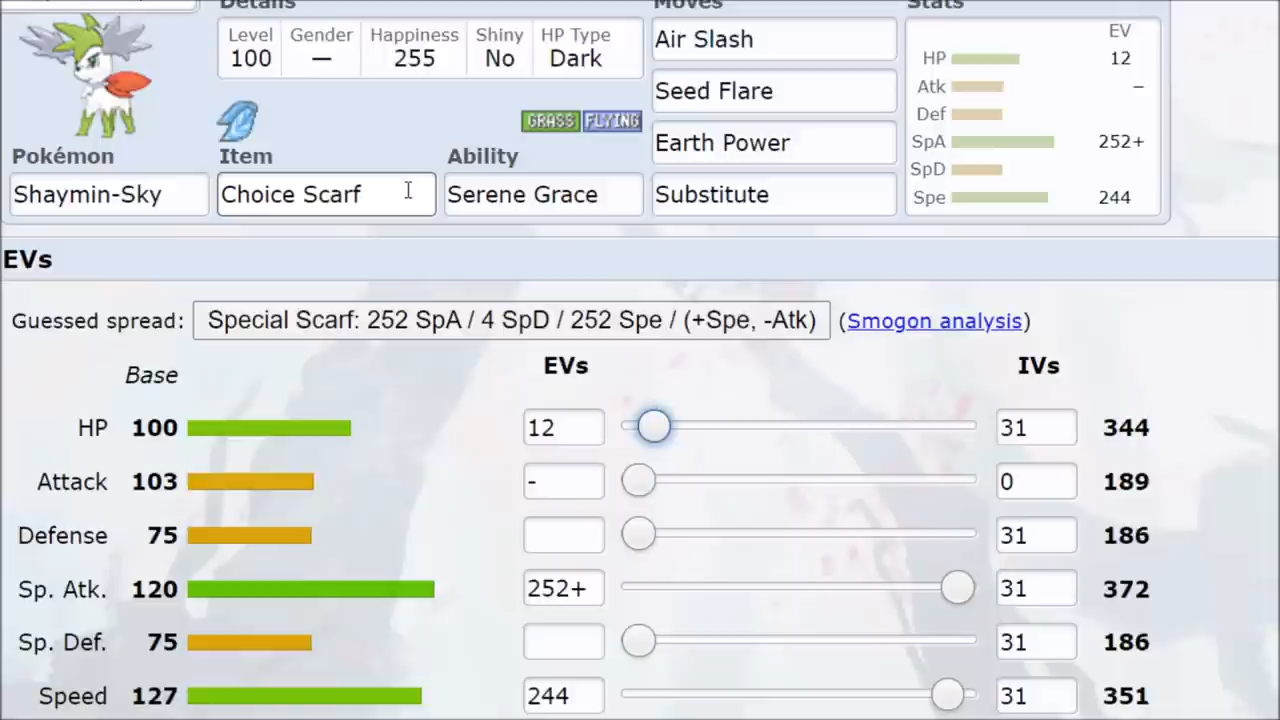 Details
Moves
Stats
Level
Gender
Happiness
Shiny
HP Type
100
—
255
No
Dark
GRASS
FLYING
Pokémon
Item
Ability
Shaymin-Sky
Choice Scarf
Serene Grace
Air Slash
Seed Flare
Earth Power
Substitute
EV
HP 12
Atk –
Def
SpA 252+
SpD
Spe 244
EVs
Guessed spread: Special Scarf: 252 SpA / 4 SpD / 252 Spe / (+Spe, -Atk) (Smogon analysis)
Base EVs IVs
HP 100 12 31 344
Attack 103 - 0 189
Defense 75 31 186
Sp. Atk. 120 252+ 31 372
Sp. Def. 75 31 186
Speed 127 244 31 351